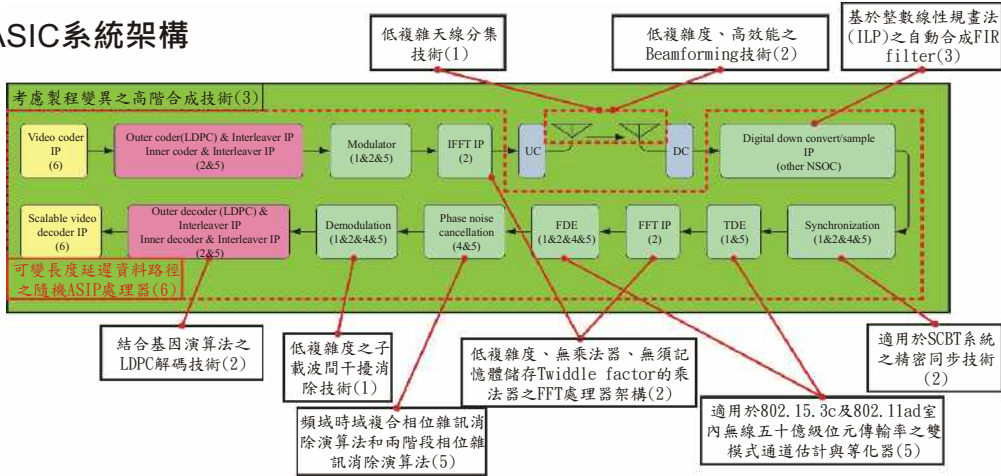 ASIC系統架構
低複雜天線分集
技術(1)
低複雜度、高效能之
Beamforming技術(2)
基於整數線性規畫法
(ILP)之自動合成FIR
filter(3)
考慮製程變異之高階合成技術(3)
Video coder
IP
(6)
Outer coder(LDPC) & Interleaver IP
Inner coder & Interleaver IP
(2&5)
Modulator
(1&2&5)
IFFT IP
(2)
UC
DC
Digital down convert/sample
IP
(other NSOC)
Scalable video
decoder IP
(6)
Outer decoder (LDPC) &
Interleaver IP
Inner decoder & Interleaver IP
(2&5)
Demodulation
(1&2&4&5)
Phase noise
cancellation
(4&5)
FDE
(1&2&4&5)
FFT IP
(2)
TDE
(1&5)
Synchronization
(1&2&4&5)
可變長度延遲資料路徑
之隨機ASIP處理器(6)
結合基因演算法之
LDPC解碼技術(2)
低複雜度之子
載波間干擾消
除技術(1)
頻域時域複合相位雜訊消
除演算法和兩階段相位雜
訊消除演算法(5)
低複雜度、無乘法器、無須記
憶體儲存Twiddle factor的乘
法器之FFT處理器架構(2)
適用於802.15.3c及802.11ad室
內無線五十億級位元傳輸率之雙
模式通道估計與等化器(5)
適用於SCBT系統
之精密同步技術
(2)